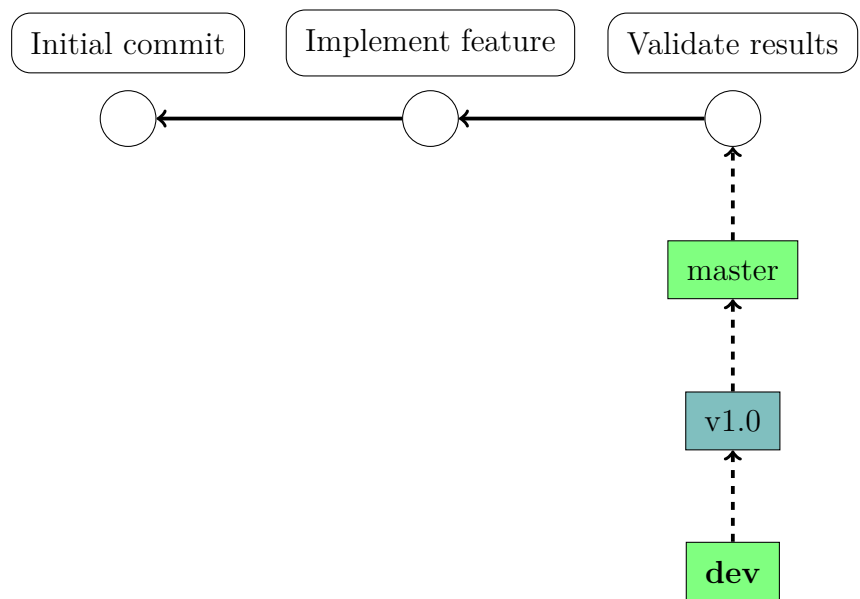 Initial commit
Implement feature
Validate results
master
v1.0
dev